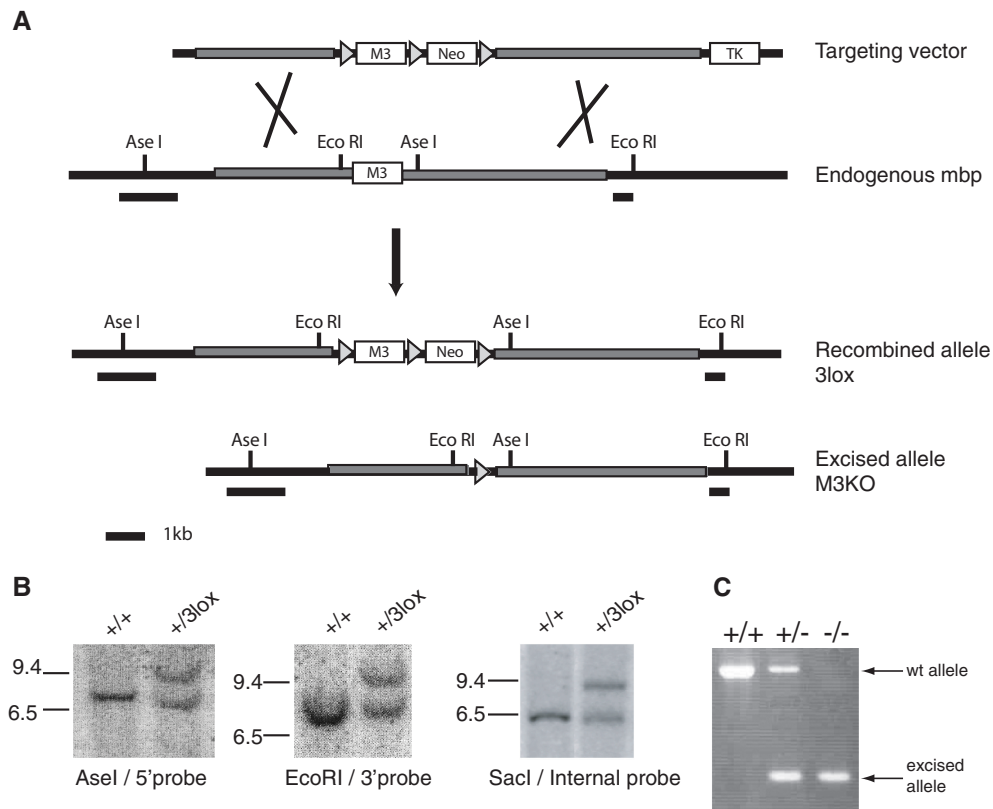 A
M3 Neo TK Targeting vector
Ase I Eco RI Ase I Eco RI
M3 Endogenous mbp
Ase I Eco RI Ase I Eco RI
M3 Neo Recombined allele
3lox
Ase I Eco RI Ase I Eco RI
Excised allele
M3KO
1kb
B
+/+ +/3lox
9.4
6.5
AseI / 5'probe
+/+ +/3lox
9.4
6.5
EcoRI / 3'probe
+/+ +/3lox
9.4
6.5
SacI / Internal probe
C
+/+ +/- -/-
wt allele
excised
allele